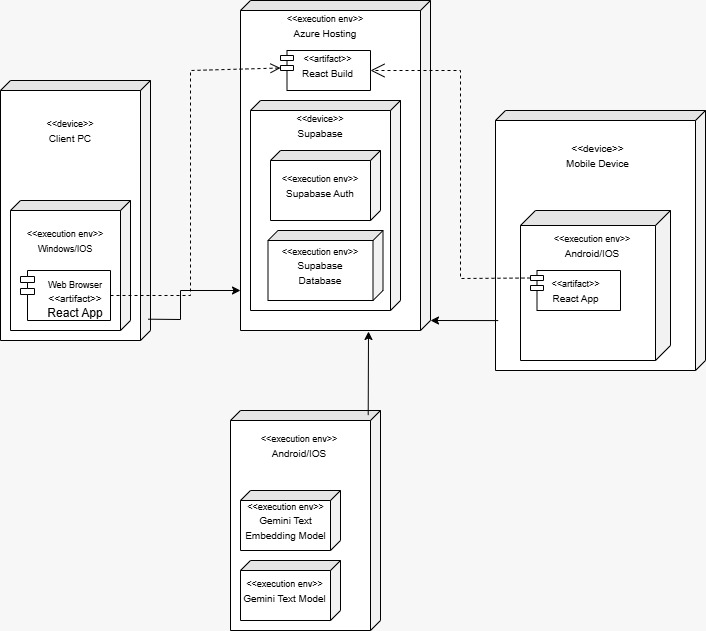 <<execution env>>
Azure Hosting
<<artifact>>
React Build
<<device>>
Supabase
<<execution env>>
Supabase Auth
<<execution env>>
Supabase
Database
<<device>>
Client PC
<<execution env>>
Windows/IOS
Web Browser
<<artifact>>
React App
<<device>>
Mobile Device
<<execution env>>
Android/IOS
<<artifact>>
React App
<<execution env>>
Android/IOS
<<execution env>>
Gemini Text
Embedding Model
<<execution env>>
Gemini Text Model